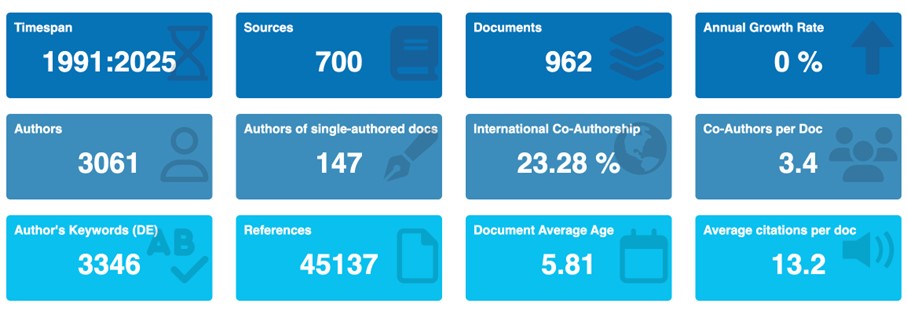 Timespan
1991:2025
Sources
700
Documents
962
Annual Growth Rate
0 %
Authors
3061
Authors of single-authored docs
147
International Co-Authorship
23.28 %
Co-Authors per Doc
3.4
Author's Keywords (DE)
AB
3346
References
45137
Document Average Age
5.81
Average citations per doc
13.2